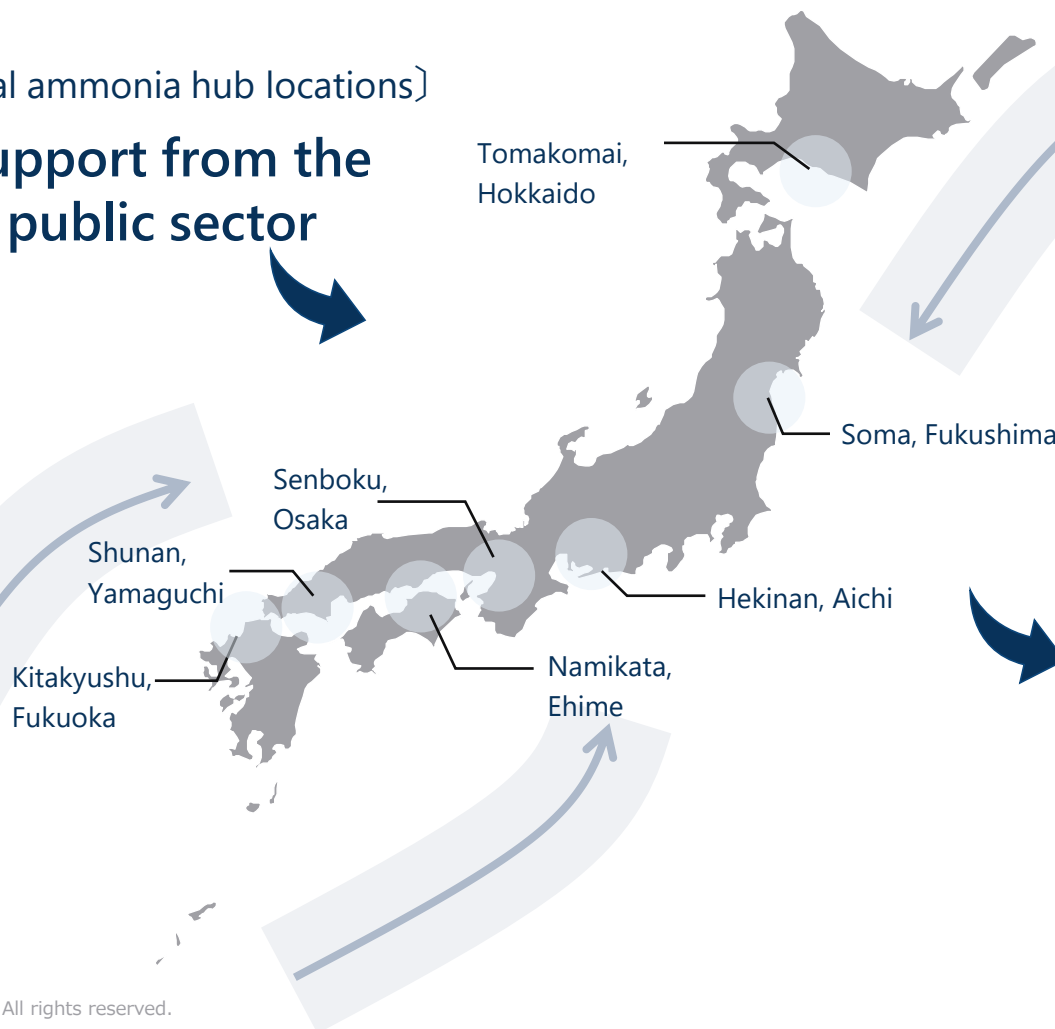 al ammonia hub locations〕
upport from the
public sector
Tomakomai,
Hokkaido
Soma, Fukushima
Senboku,
Osaka
Shunan,
Yamaguchi
Hekinan, Aichi
Kitakyushu,
Fukuoka
Namikata,
Ehime
All rights reserved.